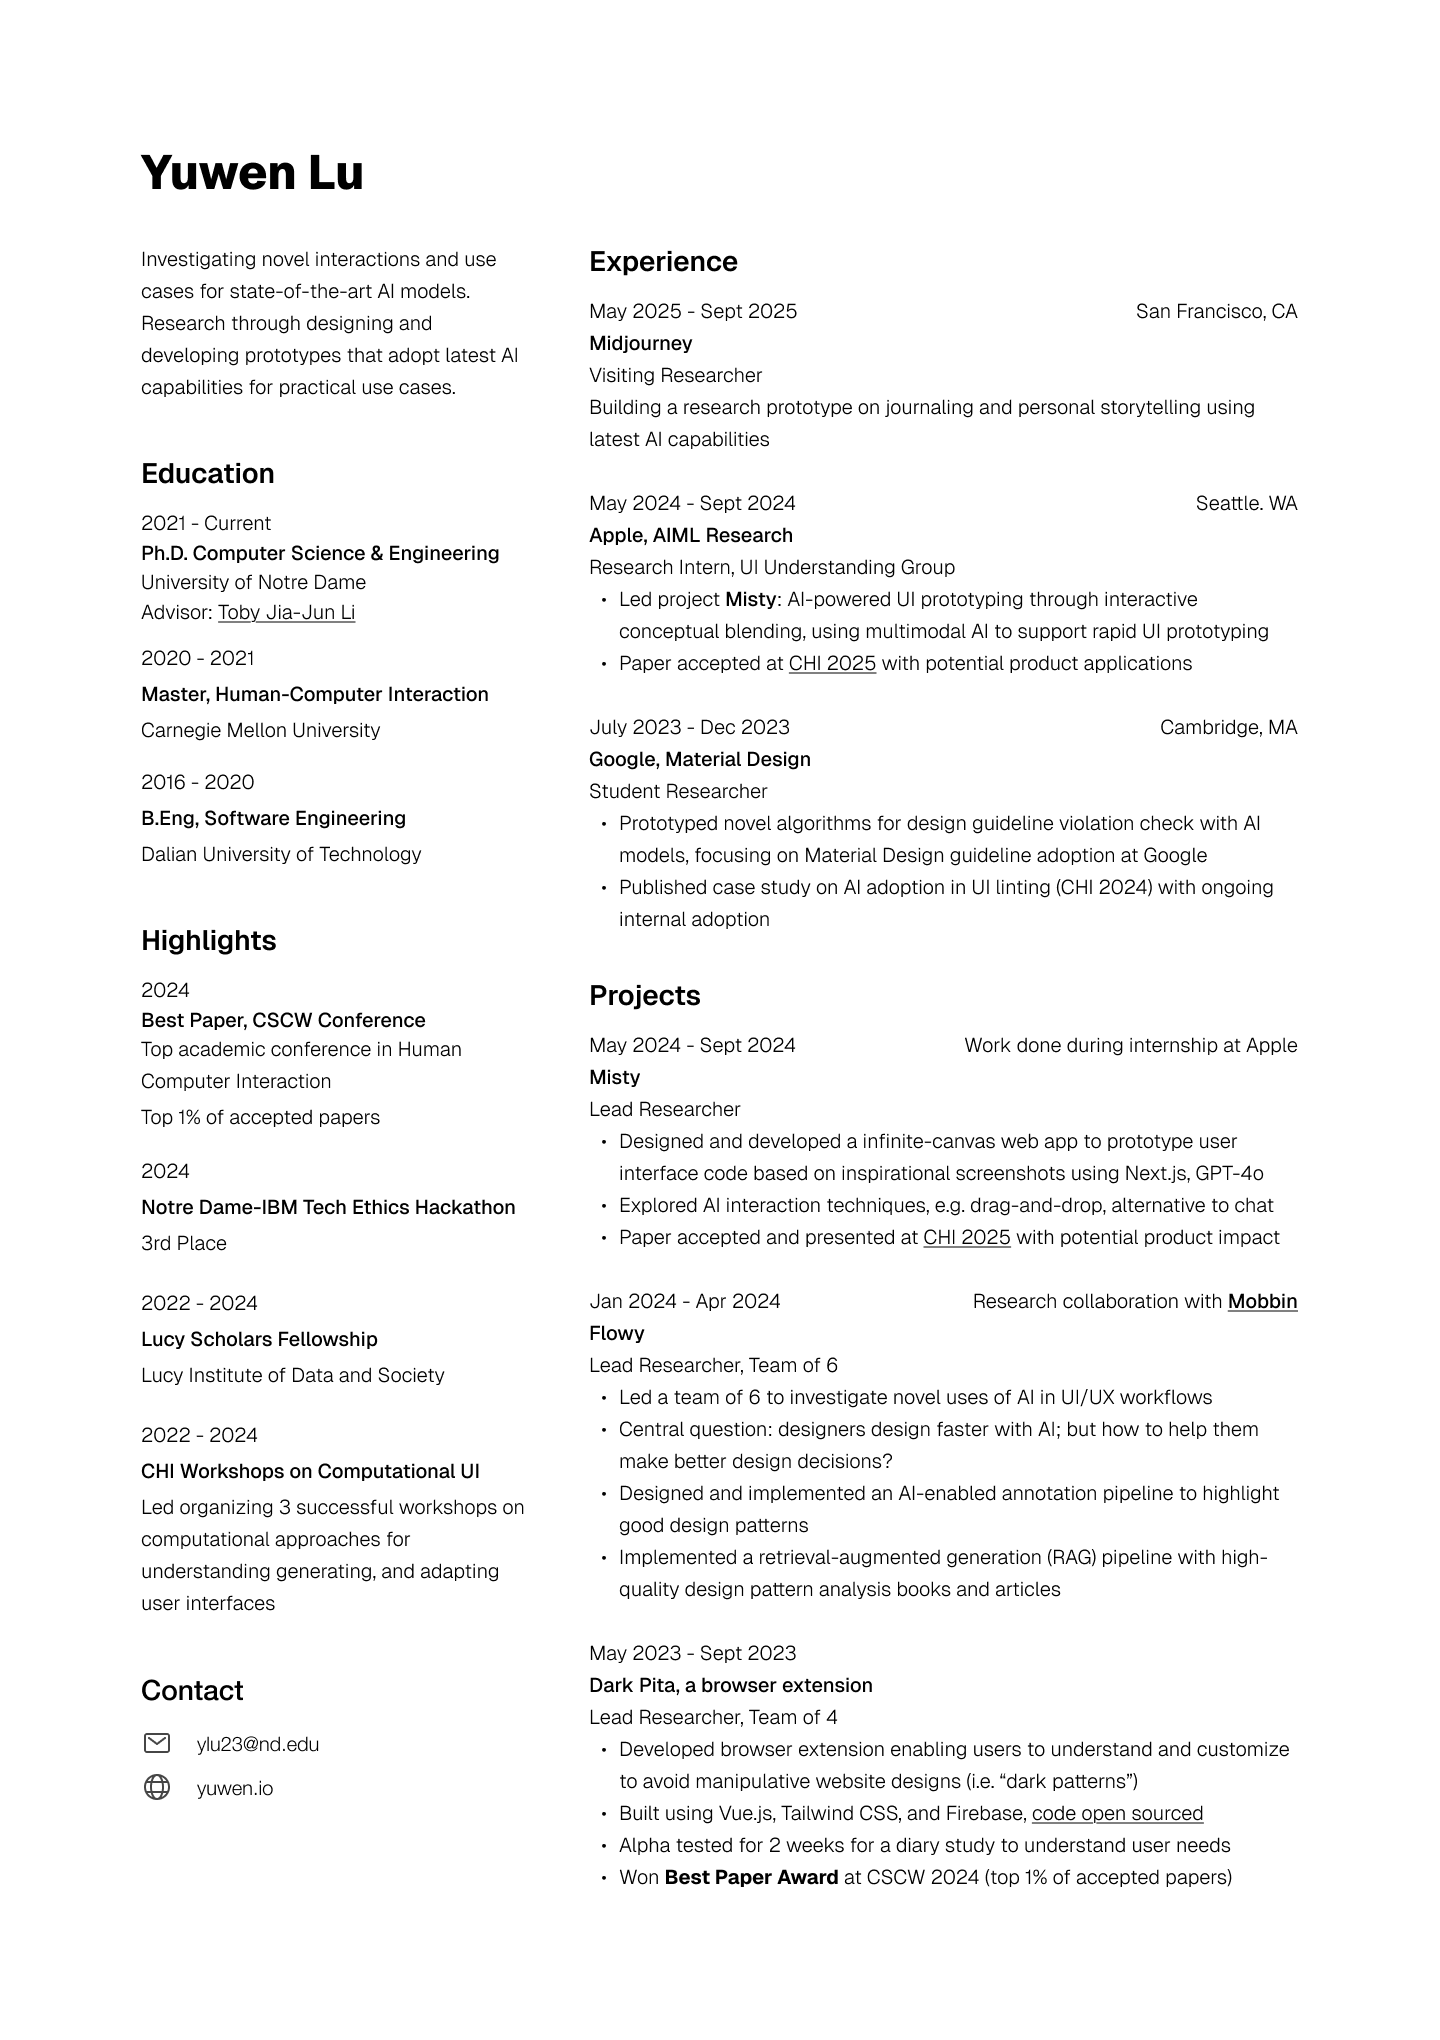 Yuwen Lu
Investigating novel interactions and use
cases for state-of-the-art AI models.
Research through designing and
developing prototypes that adopt latest AI
capabilities for practical use cases.
Education
2021 - Current
Ph.D. Computer Science & Engineering
University of Notre Dame
Advisor: Toby Jia-Jun Li
2020 - 2021
Master, Human-Computer Interaction
Carnegie Mellon University
2016 - 2020
B.Eng, Software Engineering
Dalian University of Technology
Highlights
2024
Best Paper, CSCW Conference
Top academic conference in Human
Computer Interaction
Top 1% of accepted papers
2024
Notre Dame-IBM Tech Ethics Hackathon
3rd Place
2022 - 2024
Lucy Scholars Fellowship
Lucy Institute of Data and Society
2022 - 2024
CHI Workshops on Computational UI
Led organizing 3 successful workshops on
computational approaches for
understanding generating, and adapting
user interfaces
Contact
ylu23@nd.edu
yuwen.io
Experience
May 2025 - Sept 2025 San Francisco, CA
Midjourney
Visiting Researcher
Building a research prototype on journaling and personal storytelling using
latest AI capabilities
May 2024 - Sept 2024 Seattle. WA
Apple, AIML Research
Research Intern, UI Understanding Group
• Led project Misty: AI-powered UI prototyping through interactive
conceptual blending, using multimodal AI to support rapid UI prototyping
• Paper accepted at CHI 2025 with potential product applications
July 2023 - Dec 2023 Cambridge, MA
Google, Material Design
Student Researcher
• Prototyped novel algorithms for design guideline violation check with AI
models, focusing on Material Design guideline adoption at Google
• Published case study on AI adoption in UI linting (CHI 2024) with ongoing
internal adoption
Projects
May 2024 - Sept 2024 Work done during internship at Apple
Misty
Lead Researcher
• Designed and developed a infinite-canvas web app to prototype user
interface code based on inspirational screenshots using Next.js, GPT-4o
• Explored AI interaction techniques, e.g. drag-and-drop, alternative to chat
• Paper accepted and presented at CHI 2025 with potential product impact
Jan 2024 - Apr 2024 Research collaboration with Mobbin
Flowy
Lead Researcher, Team of 6
• Led a team of 6 to investigate novel uses of AI in UI/UX workflows
• Central question: designers design faster with AI; but how to help them
make better design decisions?
• Designed and implemented an AI-enabled annotation pipeline to highlight
good design patterns
• Implemented a retrieval-augmented generation (RAG) pipeline with high-
quality design pattern analysis books and articles
May 2023 - Sept 2023
Dark Pita, a browser extension
Lead Researcher, Team of 4
• Developed browser extension enabling users to understand and customize
to avoid manipulative website designs (i.e. “dark patterns”)
• Built using Vue.js, Tailwind CSS, and Firebase, code open sourced
• Alpha tested for 2 weeks for a diary study to understand user needs
• Won Best Paper Award at CSCW 2024 (top 1% of accepted papers)